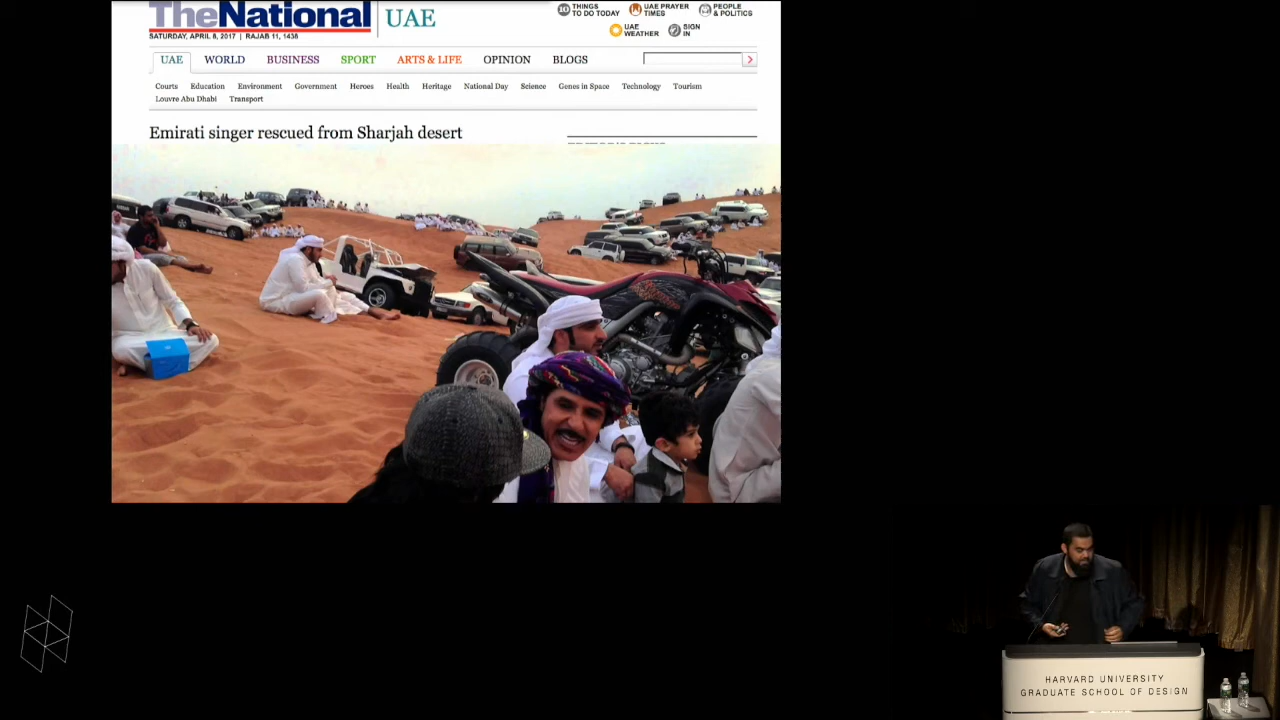 TheNational UAE
SATURDAY, APRIL 8, 2017 | RAJAB 11, 1438
10 THINGS TO DO TODAY
UAE PRAYER TIMES
PEOPLE & POLITICS
UAE WEATHER
SIGN IN
UAE WORLD BUSINESS SPORT ARTS & LIFE OPINION BLOGS
Courts Education Environment Government Heroes Health Heritage National Day Science Genes in Space Technology Tourism
Louvre Abu Dhabi Transport
Emirati singer rescued from Sharjah desert
HARVARD UNIVERSITY
GRADUATE SCHOOL OF DESIGN